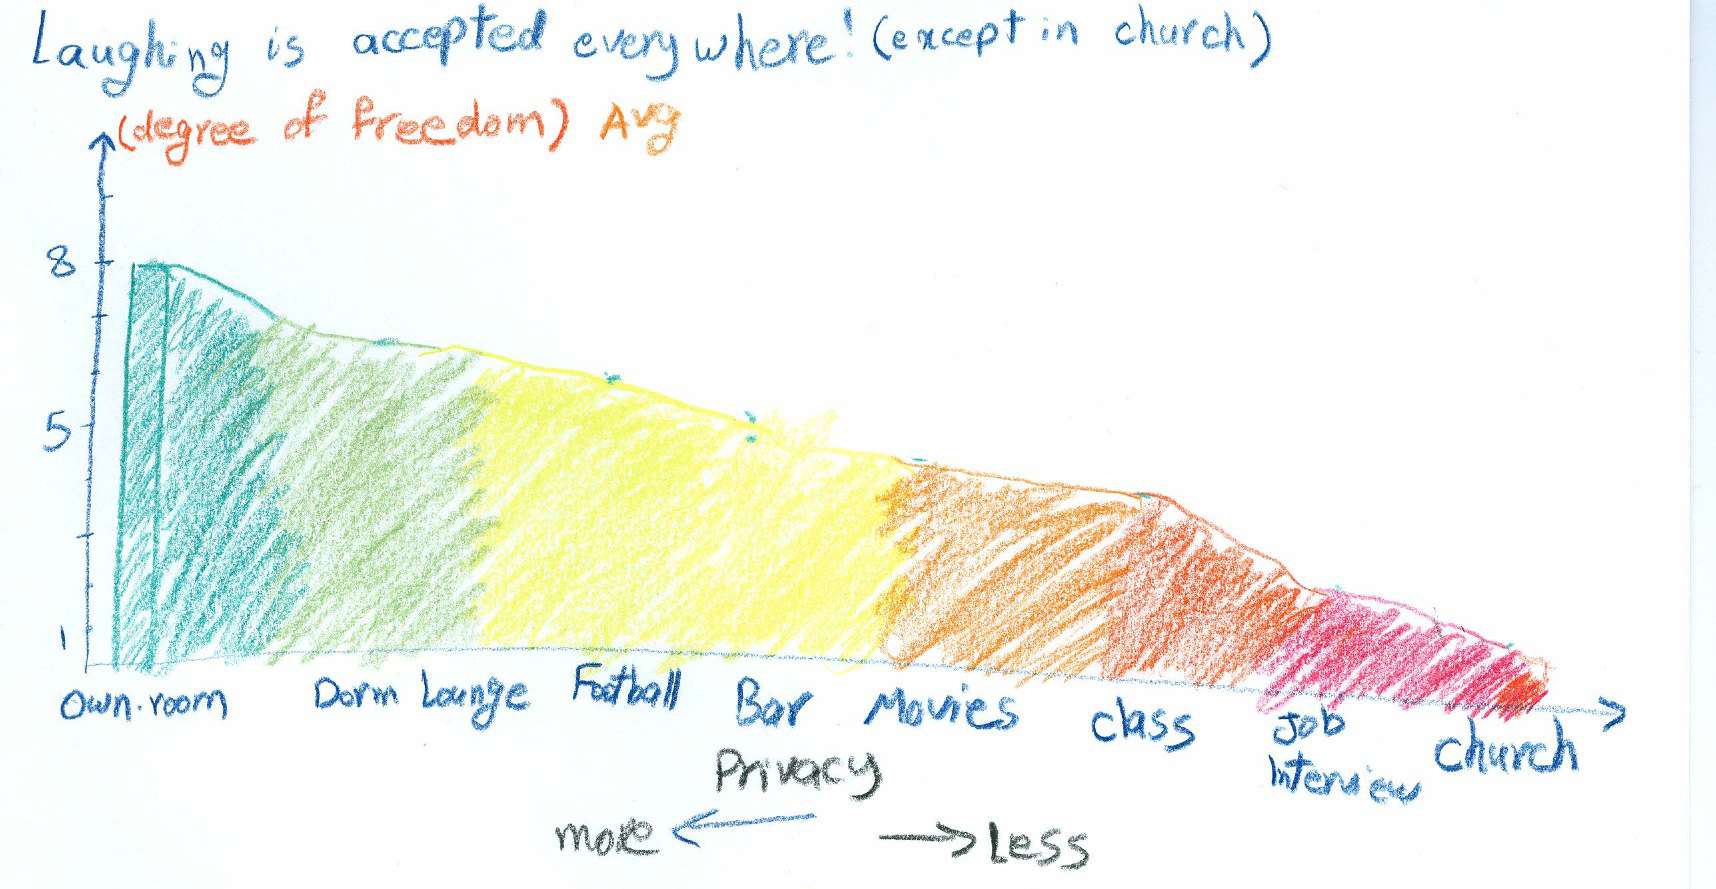 Laughing is accepted everywhere! (except in church)
(degree of freedom) Avg
8
5
1
Own.room Dorm Lounge Football Bar Movies class Job Interview church
Privacy
more Less